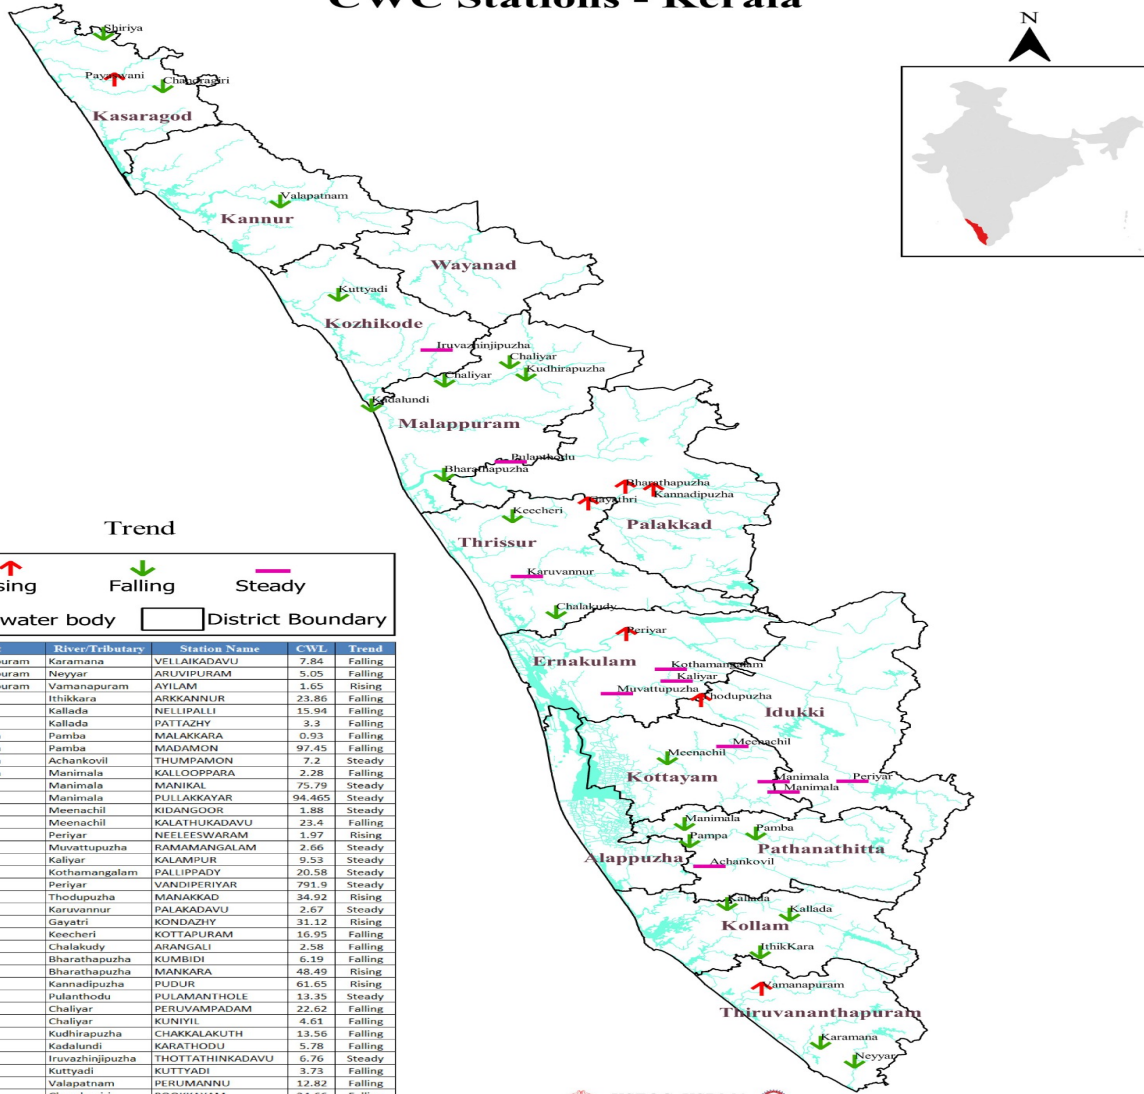 CWC Stations - Kerala
N
Shiriya
Chandragiri
Kasaragod
Valapatnam
Kannur
Wayanad
Kuttyadi
Kozhikode
Iruvazhinjipuzha
Chaliyar
Kudhirapuzha
Chaliyar
Kadalundi
Malappuram
Pulanthodu
Bharathapuzha
Bharathapuzha
Kannadipuzha
Gayathri
Keecheri
Palakkad
Thrissur
Karuvannur
Chalakudy
Periyar
Ernakulam
Kothamangalam
Kaliyar
Muvattupuzha
Thodupuzha
Idukki
Meenachil
Meenachil
Kottayam
Manimala
Periyar
Manimala
Manimala
Pamba
Pampa
Pathanathitta
Alappuzha
Achankovil
Kallada
Kallada
Kollam
IthikKara
Vamanapuram
Thiruvananthapuram
Karamana
Neyyar
Trend
sing Falling Steady
water body District Boundary
t River/Tributary Station Name CWL Trend
puram Karamana VELLAIKADAVU 7.84 Falling
puram Neyyar ARUVIPURAM 5.05 Falling
puram Vamanapuram AYILAM 1.65 Rising
Ithikkara ARKKANNUR 23.86 Falling
Kallada NELLIPALLI 15.94 Falling
Kallada PATTAZHY 3.3 Falling
Pamba MALAKKARA 0.93 Falling
Pamba MADAMON 97.45 Falling
Achankovil THUMPAMON 7.2 Steady
Manimala KALLOOPPARA 2.28 Falling
Manimala MANIKAL 75.79 Steady
Manimala PULLAKKAYAR 94.465 Steady
Meenachil KIDANGOOR 1.88 Steady
Meenachil KALATHUKADAVU 23.4 Falling
Periyar NEELEESWARAM 1.97 Rising
Muvattupuzha RAMAMANGALAM 2.66 Steady
Kaliyar KALAMPUR 9.53 Steady
Kothamangalam PALLIPPADY 20.58 Steady
Periyar VANDIPERIYAR 791.9 Steady
Thodupuzha MANAKKAD 34.92 Rising
Karuvannur PALAKADAVU 2.67 Steady
Gayatri KONDAZHY 31.12 Rising
Keecheri KOTTAPURAM 16.95 Falling
Chalakudy ARANGALI 2.58 Falling
Bharathapuzha KUMBIDI 6.19 Falling
Bharathapuzha MANKARA 48.49 Rising
Kannadipuzha PUDUR 61.65 Rising
Pulanthodu PULAMANTHOLE 13.35 Steady
Chaliyar PERUVAMPADAM 22.62 Falling
Chaliyar KUNIYIL 4.61 Falling
Kudhirapuzha CHAKKALAKUTH 13.56 Falling
Kadalundi KARATHODU 5.78 Falling
Iruvazhinjipuzha THOTTATHINKADAVU 6.76 Steady
Kuttyadi KUTTYADI 3.73 Falling
Valapatnam PERUMANNU 12.82 Falling